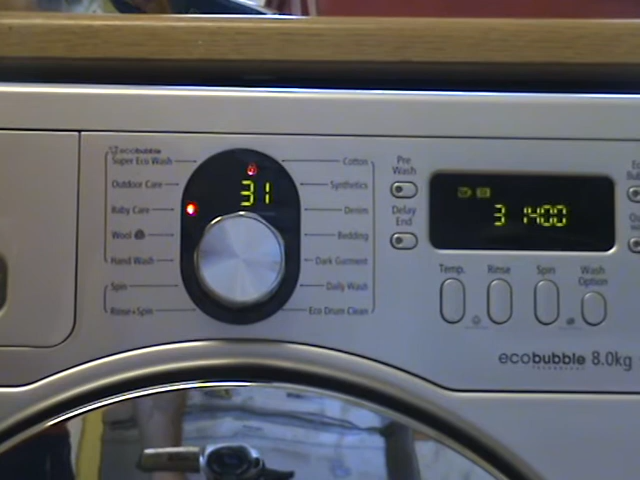 ecobubble
Super Eco Wash
Outdoor Care
Baby Care
Wool
Hand Wash
Spin
Rinse+Spin
31
Cotton
Synthetics
Denim
Bedding
Dark Garment
Daily Wash
Eco Drum Clean
Pre Wash
Delay End
3 1400
Temp.
Rinse
Spin
Wash Option
ecobubble 8.0kg